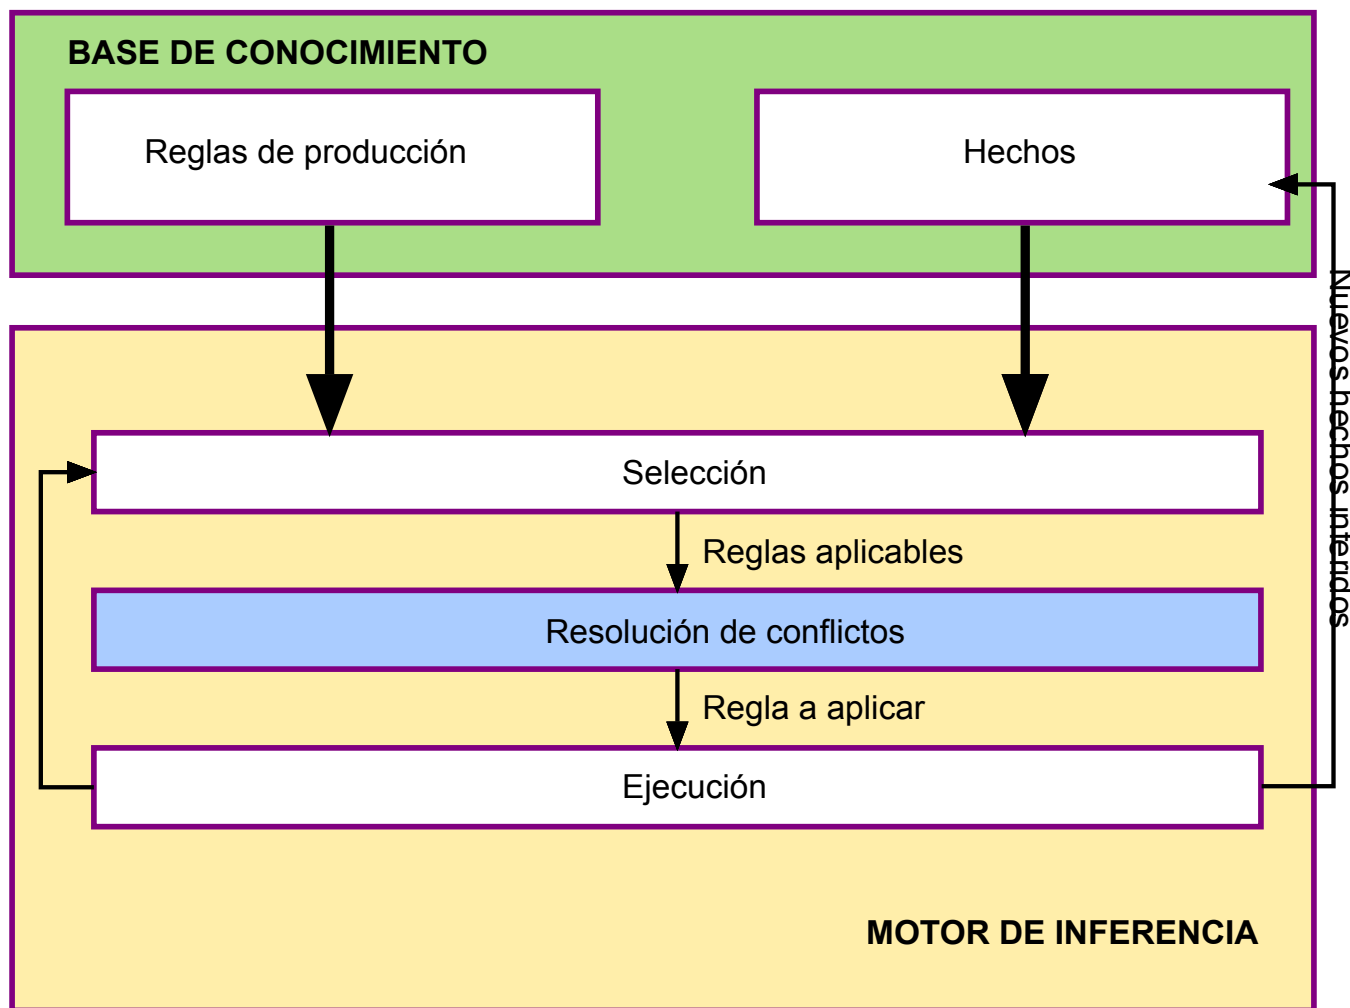 BASE DE CONOCIMIENTO
Reglas de producción
Hechos
Nuevos hechos inferidos
Selección
Reglas aplicables
Resolución de conflictos
Regla a aplicar
Ejecución
MOTOR DE INFERENCIA